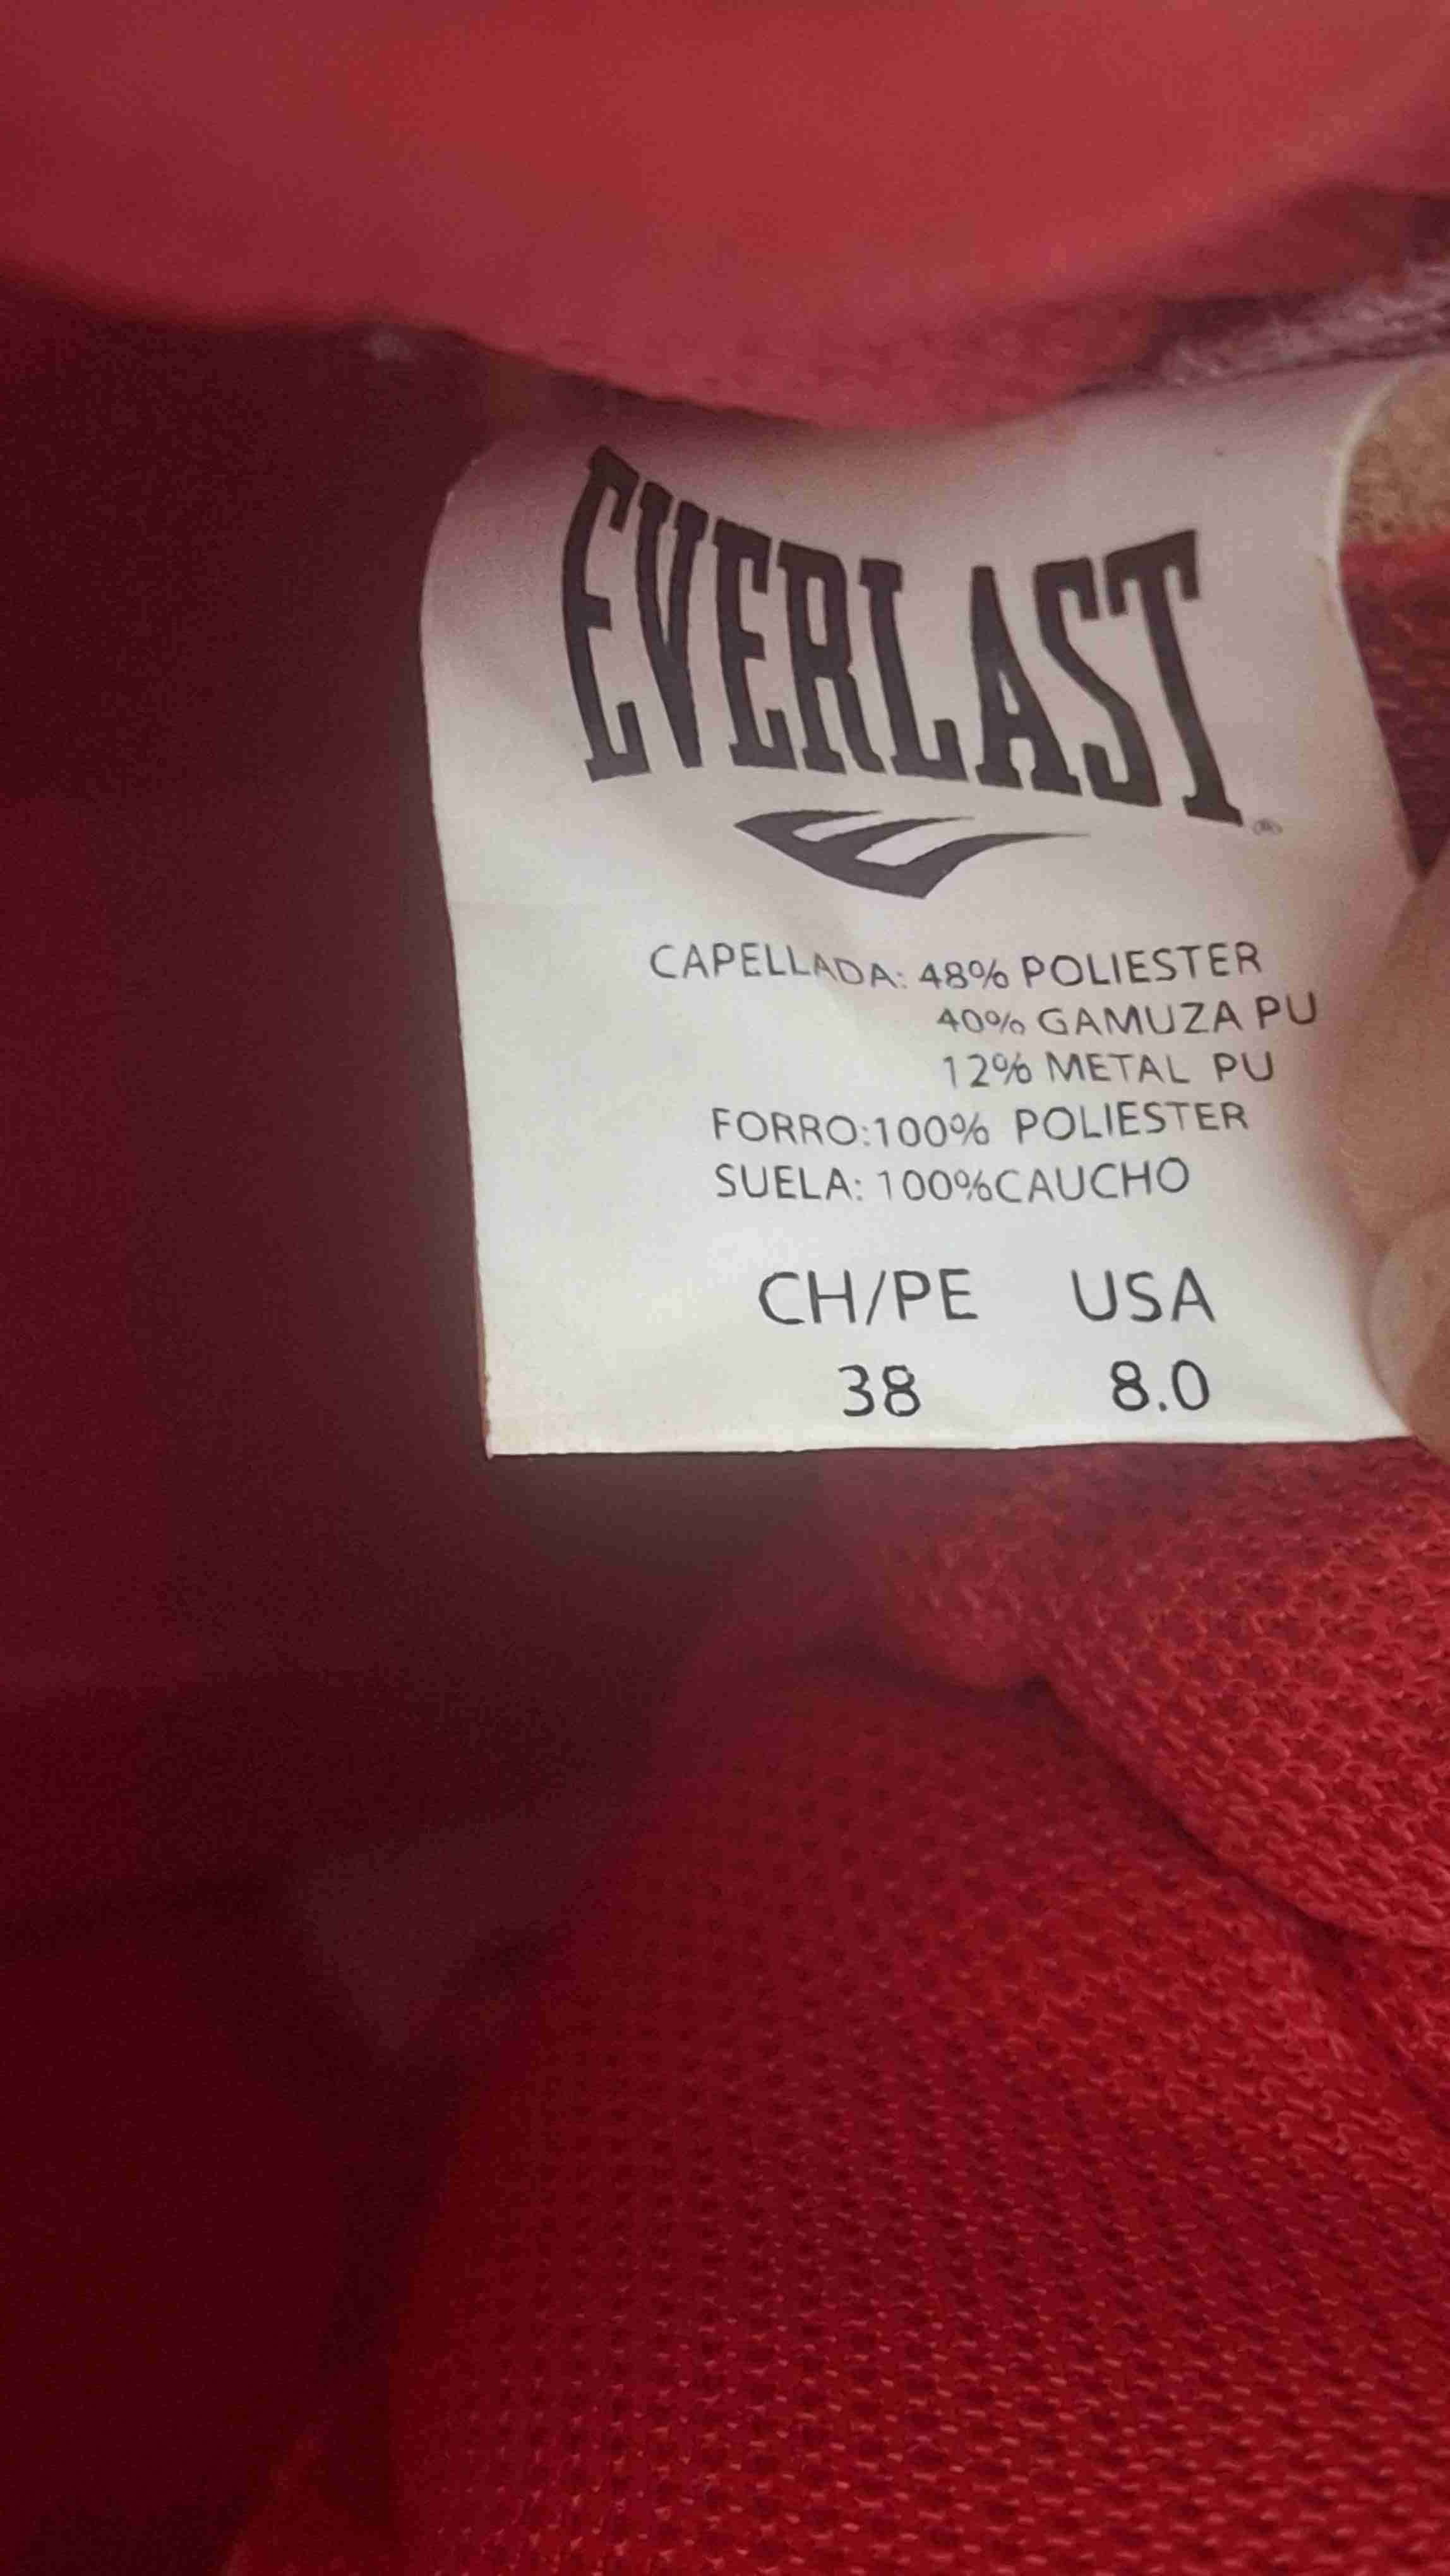 EVERLAST
®
CAPELLADA: 48% POLIESTER
40% GAMUZA PU
12% METAL PU
FORRO:100% POLIESTER
SUELA: 100%CAUCHO
CH/PE USA
38 8.0